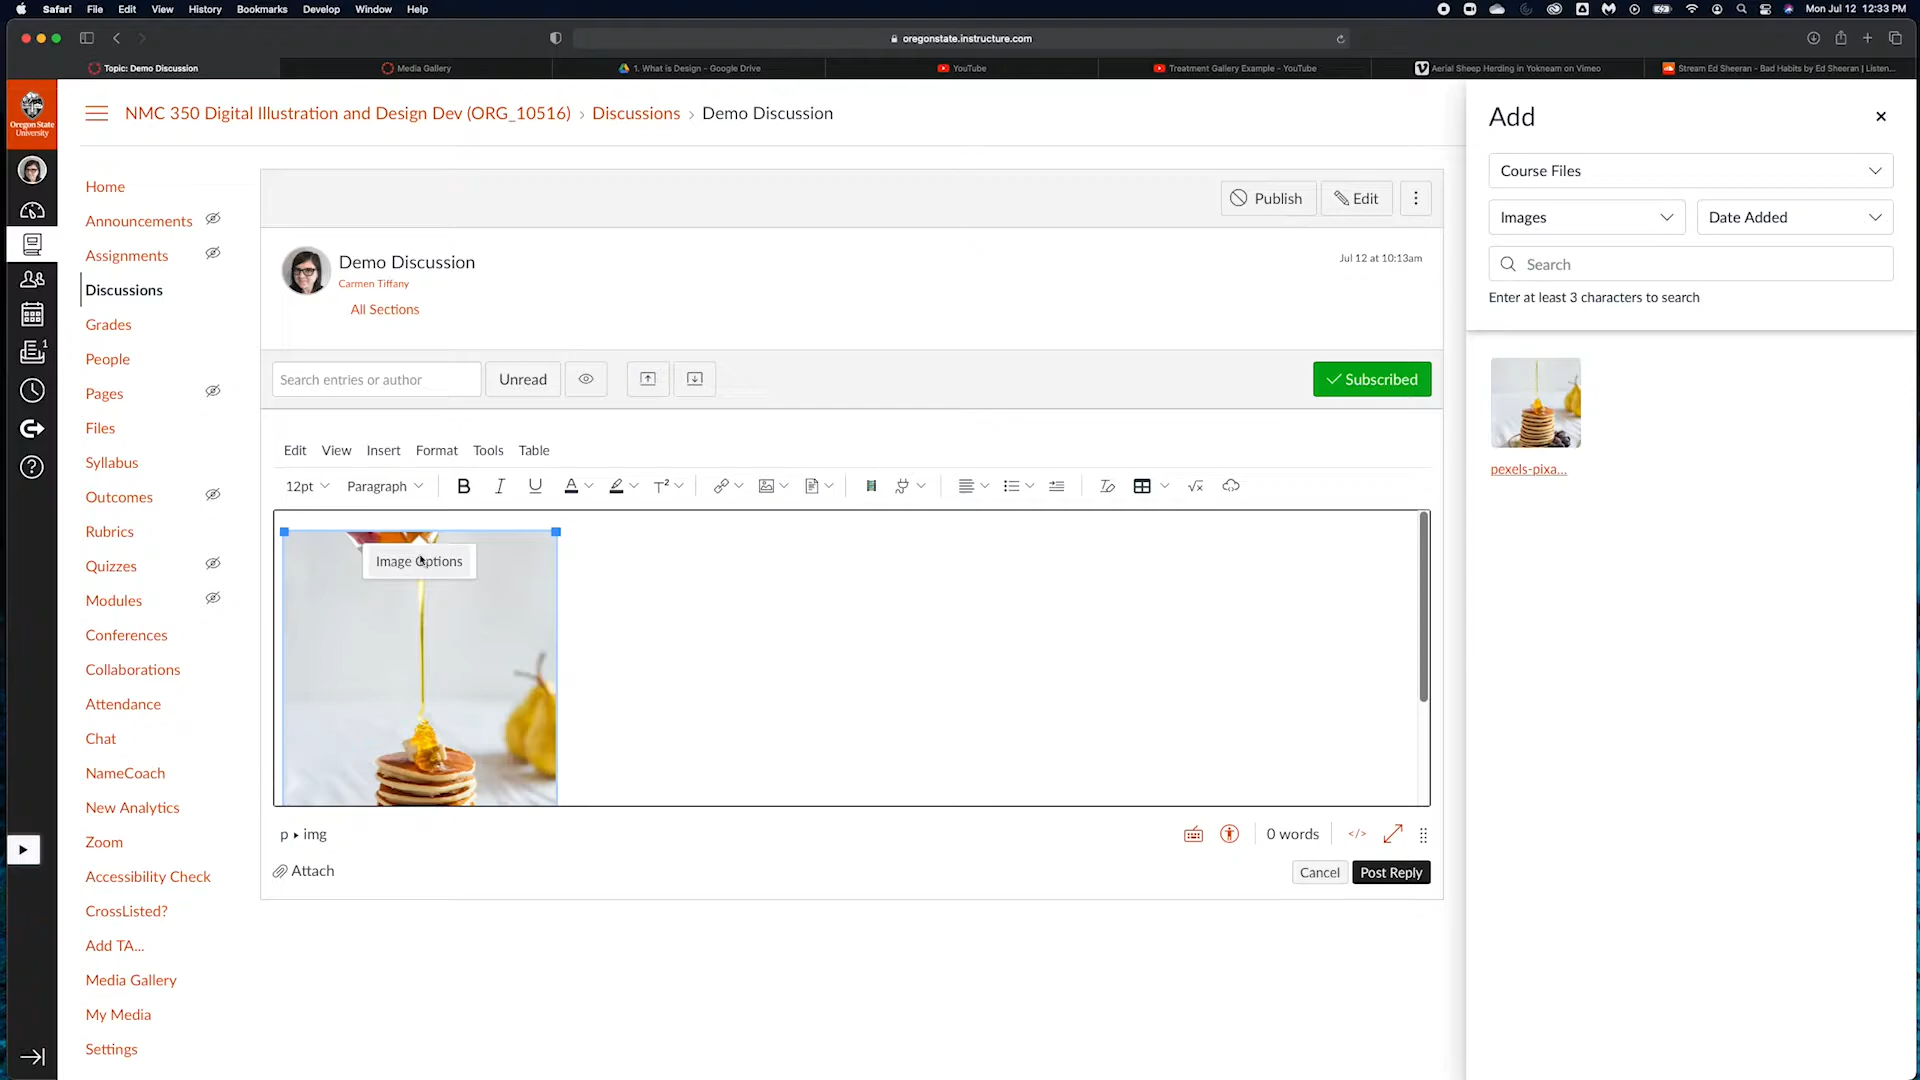 Safari File Edit View History Bookmarks Develop Window Help Mon Jul 12 12:33 PM
oregonstate.instructure.com
Topic: Demo Discussion Media Gallery 1. What is Design - Google Drive YouTube Treatment Gallery Example - YouTube Aerial Sheep Herding in Yokneam on Vimeo Stream Ed Sheeran - Bad Habits by Ed Sheeran | Listen...
Oregon State
University
NMC 350 Digital Illustration and Design Dev (ORG_10516) › Discussions › Demo Discussion
Home
Announcements
Assignments
Discussions
Grades
People
Pages
Files
Syllabus
Outcomes
Rubrics
Quizzes
Modules
Conferences
Collaborations
Attendance
Chat
NameCoach
New Analytics
Zoom
Accessibility Check
CrossListed?
Add TA...
Media Gallery
My Media
Settings
1
Publish Edit
Demo Discussion
Carmen Tiffany
All Sections
Jul 12 at 10:13am
Search entries or author Unread Subscribed
Edit View Insert Format Tools Table
12pt Paragraph B I U A T²
Image Options
p ▸ img 0 words </>
Attach Cancel Post Reply
Add
Course Files
Images Date Added
Search
Enter at least 3 characters to search
pexels-pixa...